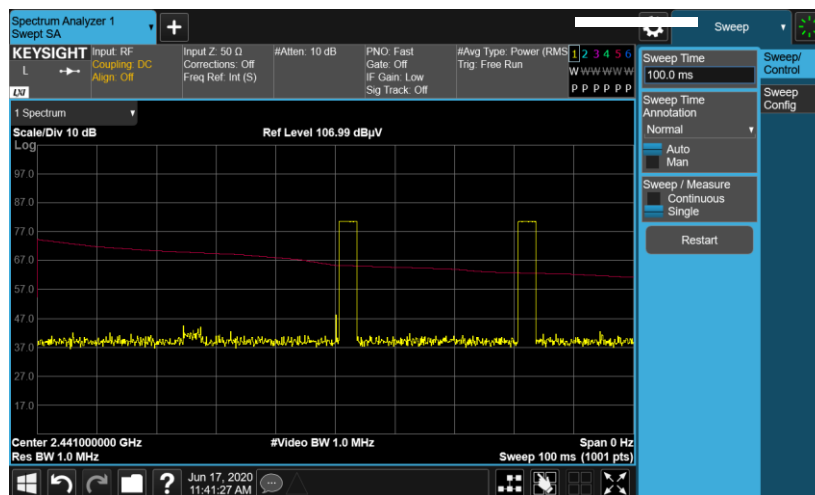 Spectrum Analyzer 1
Swept SA
+
Sweep
KEYSIGHT
L
LXI
Input: RF
Coupling: DC
Align: Off
Input Z: 50 Ω
Corrections: Off
Freq Ref: Int (S)
#Atten: 10 dB
PNO: Fast
Gate: Off
IF Gain: Low
Sig Track: Off
#Avg Type: Power (RMS
Trig: Free Run
1 2 3 4 5 6
W W W W W W
P P P P P P
1 Spectrum
Scale/Div 10 dB
Ref Level 106.99 dBµV
Log
97.0
87.0
77.0
67.0
57.0
47.0
37.0
27.0
17.0
Center 2.441000000 GHz
#Video BW 1.0 MHz
Span 0 Hz
Res BW 1.0 MHz
Sweep 100 ms (1001 pts)
Sweep Time
100.0 ms
Sweep Time
Annotation
Normal
Auto
Man
Sweep / Measure
Continuous
Single
Restart
Sweep/
Control
Sweep
Config
?
Jun 17, 2020
11:41:27 AM